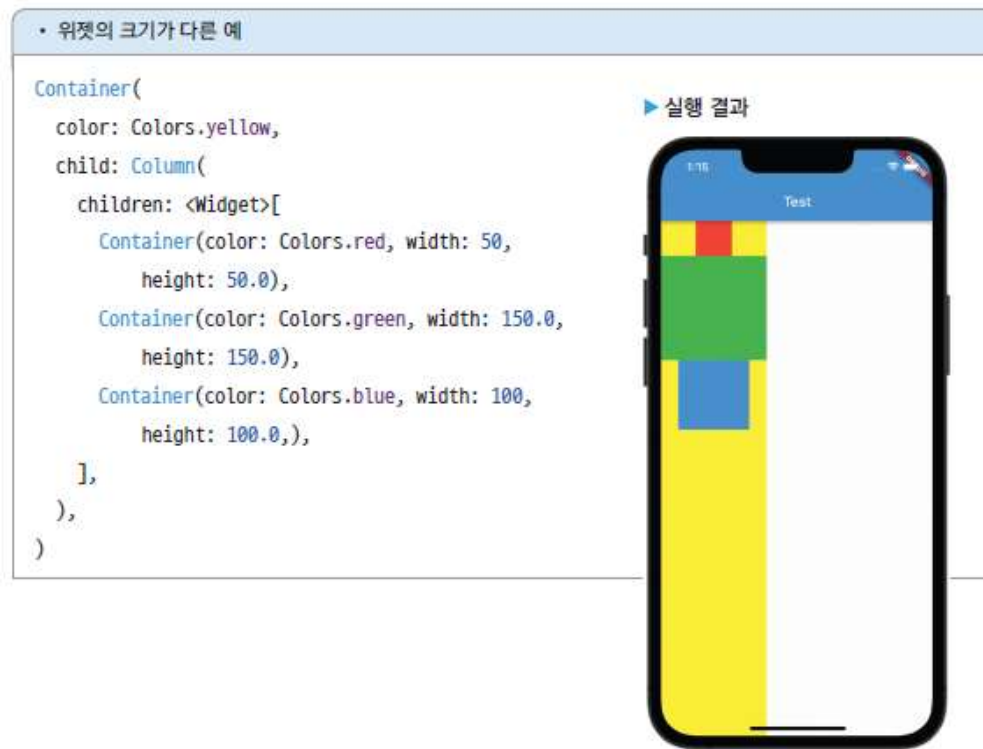 • 위젯의 크기가 다른 예
Container(
color: Colors.yellow,
child: Column(
children: <Widget>[
Container(color: Colors.red, width: 50,
height: 50.0),
Container(color: Colors.green, width: 150.0,
height: 150.0),
Container(color: Colors.blue, width: 100,
height: 100.0,),
],
),
)
▶ 실행 결과
Test